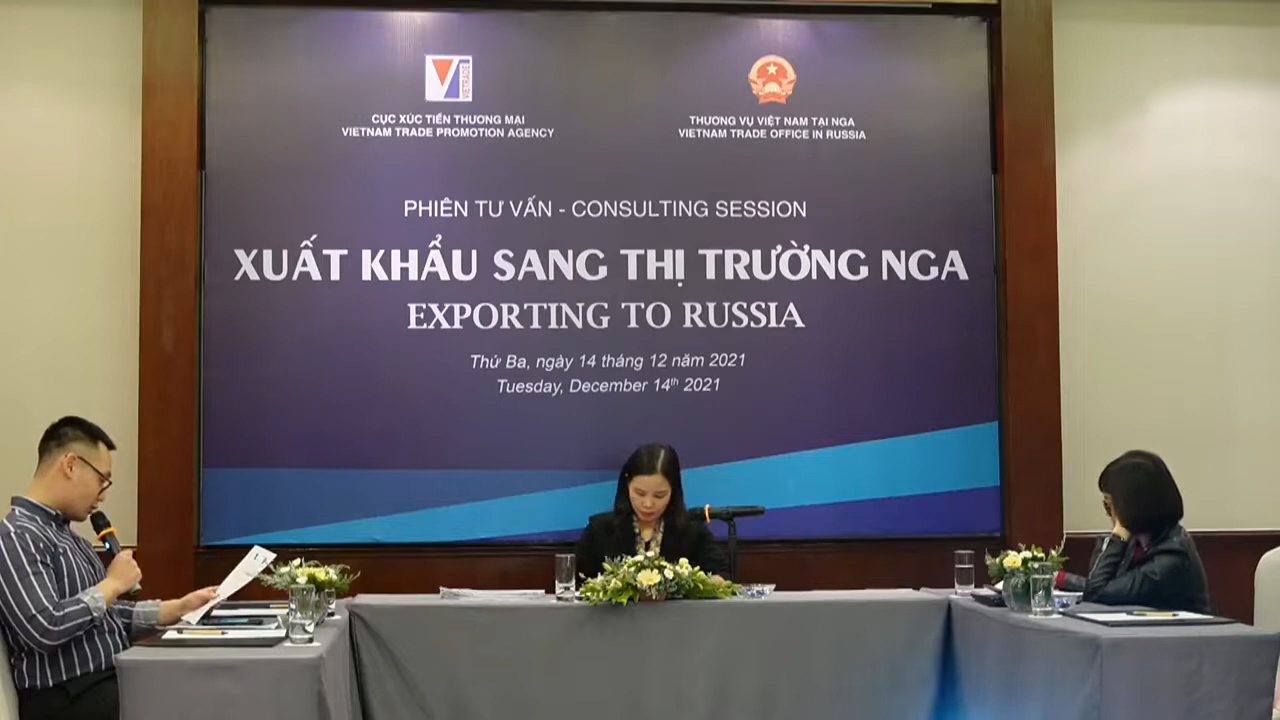 VIETRADE
CỤC XÚC TIẾN THƯƠNG MẠI
VIETNAM TRADE PROMOTION AGENCY
THƯƠNG VỤ VIỆT NAM TẠI NGA
VIETNAM TRADE OFFICE IN RUSSIA
PHIÊN TƯ VẤN - CONSULTING SESSION
XUẤT KHẨU SANG THỊ TRƯỜNG NGA
EXPORTING TO RUSSIA
Thứ Ba, ngày 14 tháng 12 năm 2021
Tuesday, December 14th 2021